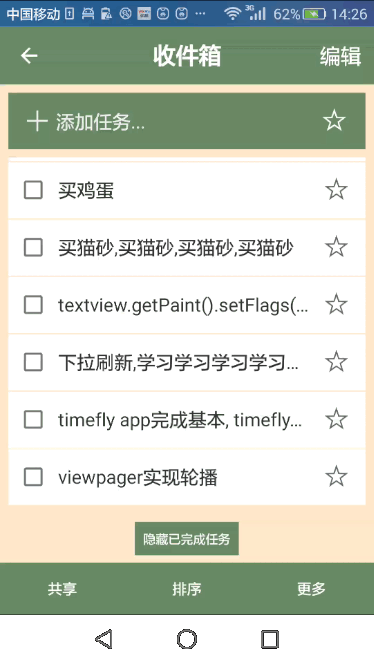 中国移动 3G 62% 14:26
收件箱 编辑
添加任务...
买鸡蛋
买猫砂,买猫砂,买猫砂,买猫砂
textview.getPaint().setFlags(...
下拉刷新,学习学习学习学习...
timefly app完成基本, timefly...
viewpager实现轮播
隐藏已完成任务
共享 排序 更多